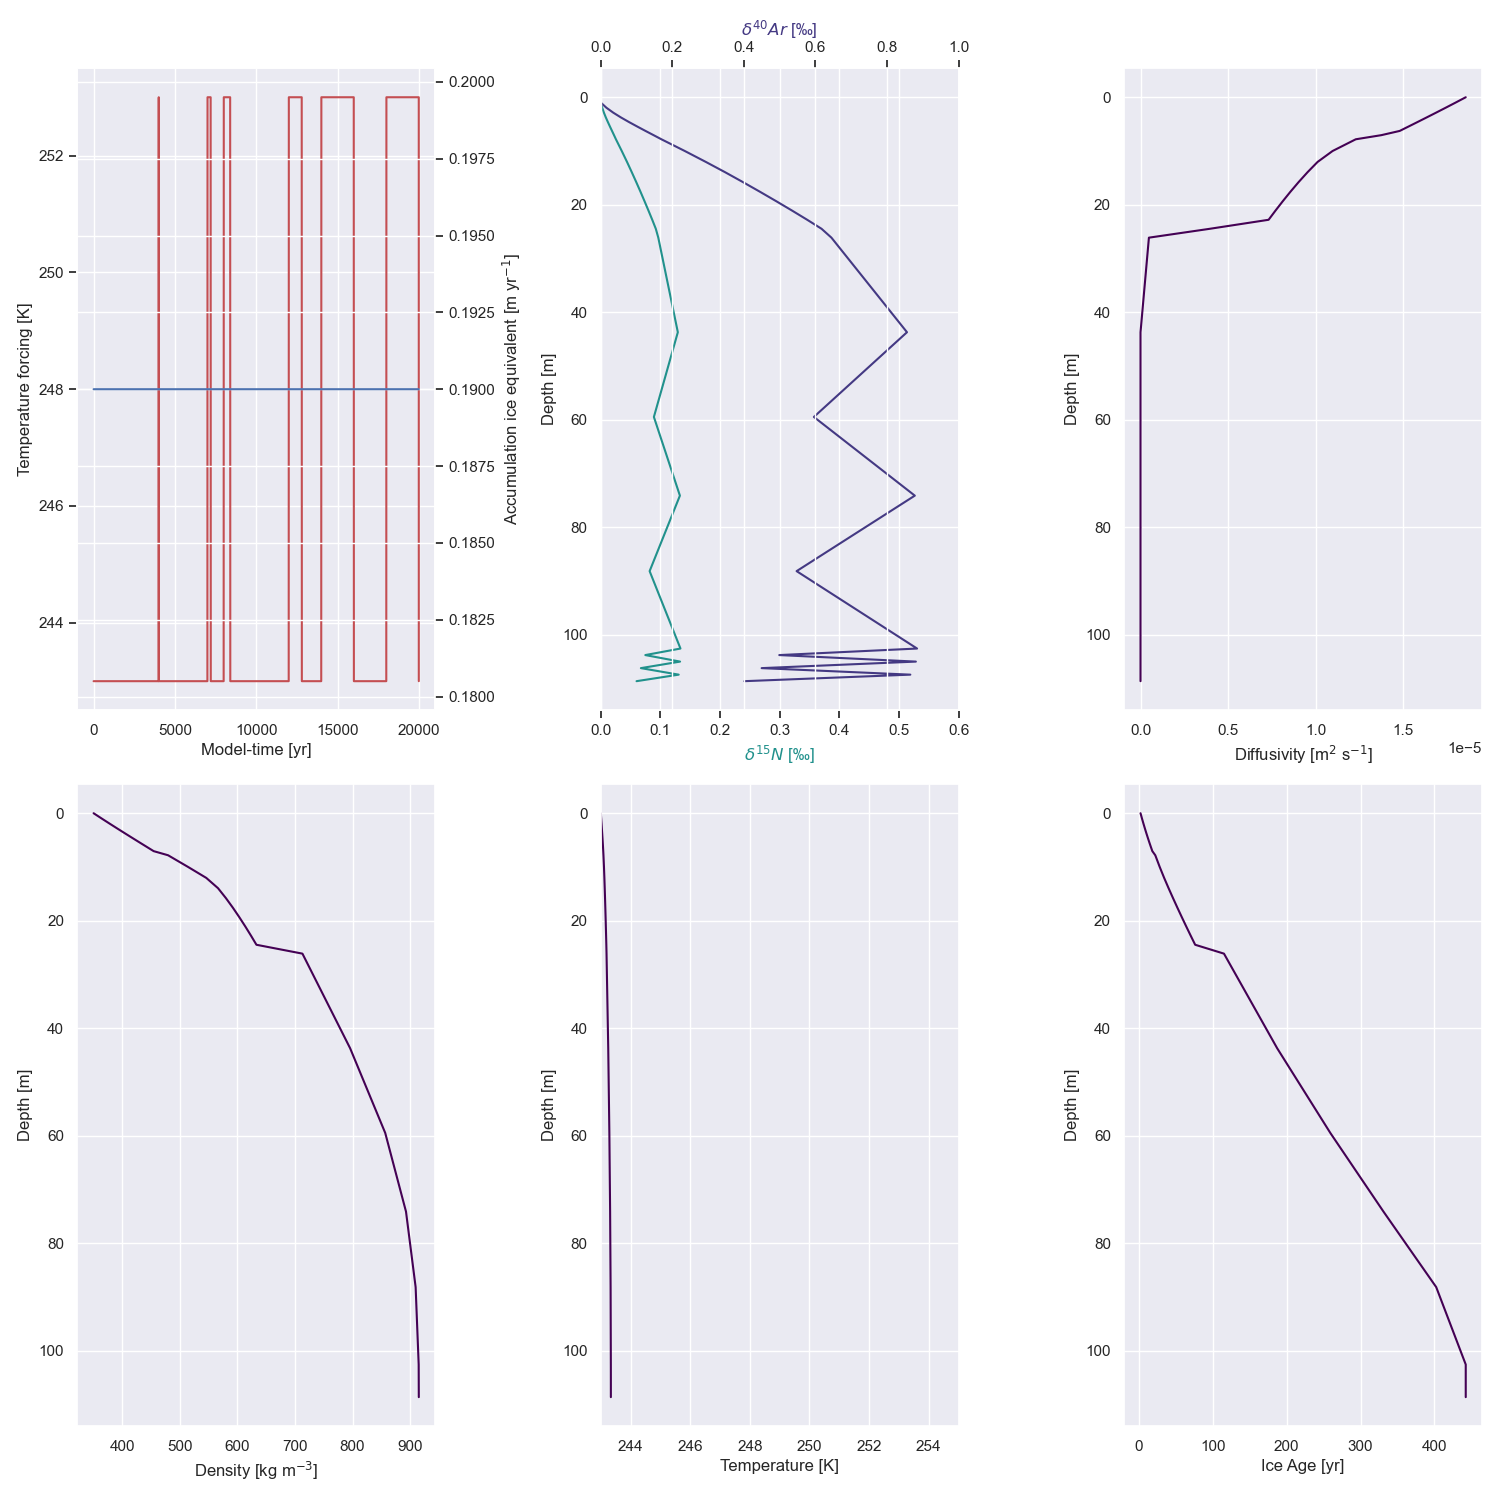 252
250
248
246
244
Temperature forcing [K]
0.2000
0.1975
0.1950
0.1925
0.1900
0.1875
0.1850
0.1825
0.1800
Accumulation ice equivalent [m yr⁻¹]
0 5000 10000 15000 20000
Model-time [yr]
δ⁴⁰Ar [‰]
0.0 0.2 0.4 0.6 0.8 1.0
0
20
40
60
80
100
Depth [m]
0.0 0.1 0.2 0.3 0.4 0.5 0.6
δ¹⁵N [‰]
0
20
40
60
80
100
Depth [m]
0.0 0.5 1.0 1.5
1e−5
Diffusivity [m² s⁻¹]
0
20
40
60
80
100
Depth [m]
400 500 600 700 800 900
Density [kg m⁻³]
0
20
40
60
80
100
Depth [m]
244 246 248 250 252 254
Temperature [K]
0
20
40
60
80
100
Depth [m]
0 100 200 300 400
Ice Age [yr]